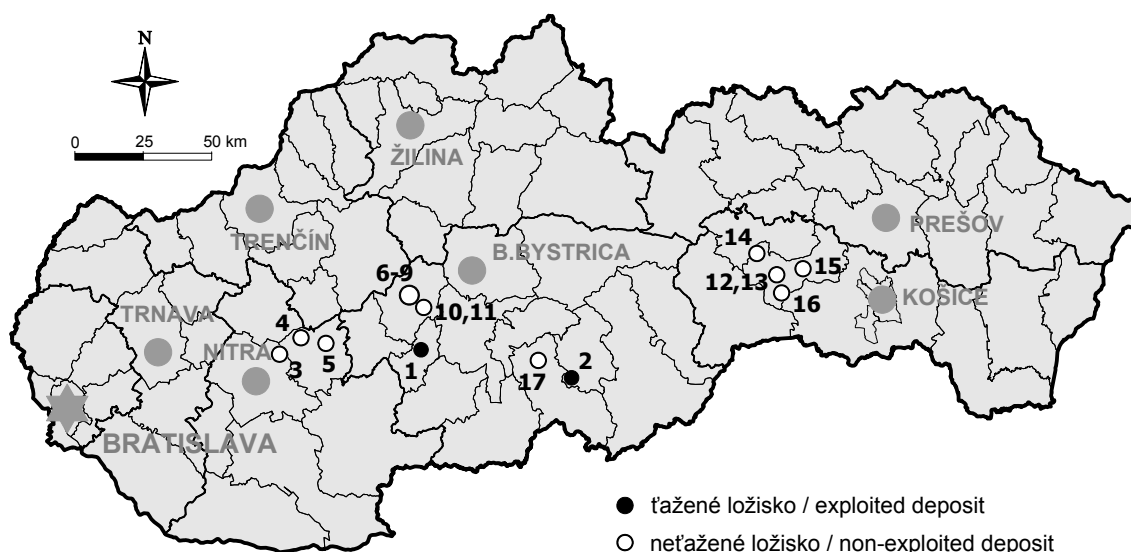 N
0 25 50 km
ŽILINA
TRENČÍN
PREŠOV
B.BYSTRICA
14
6-9
12,13
15
KOŠICE
16
10,11
TRNAVA
4
NITRA
3
5
1
17
2
BRATISLAVA
ťažené ložisko / exploited deposit
neťažené ložisko / non-exploited deposit